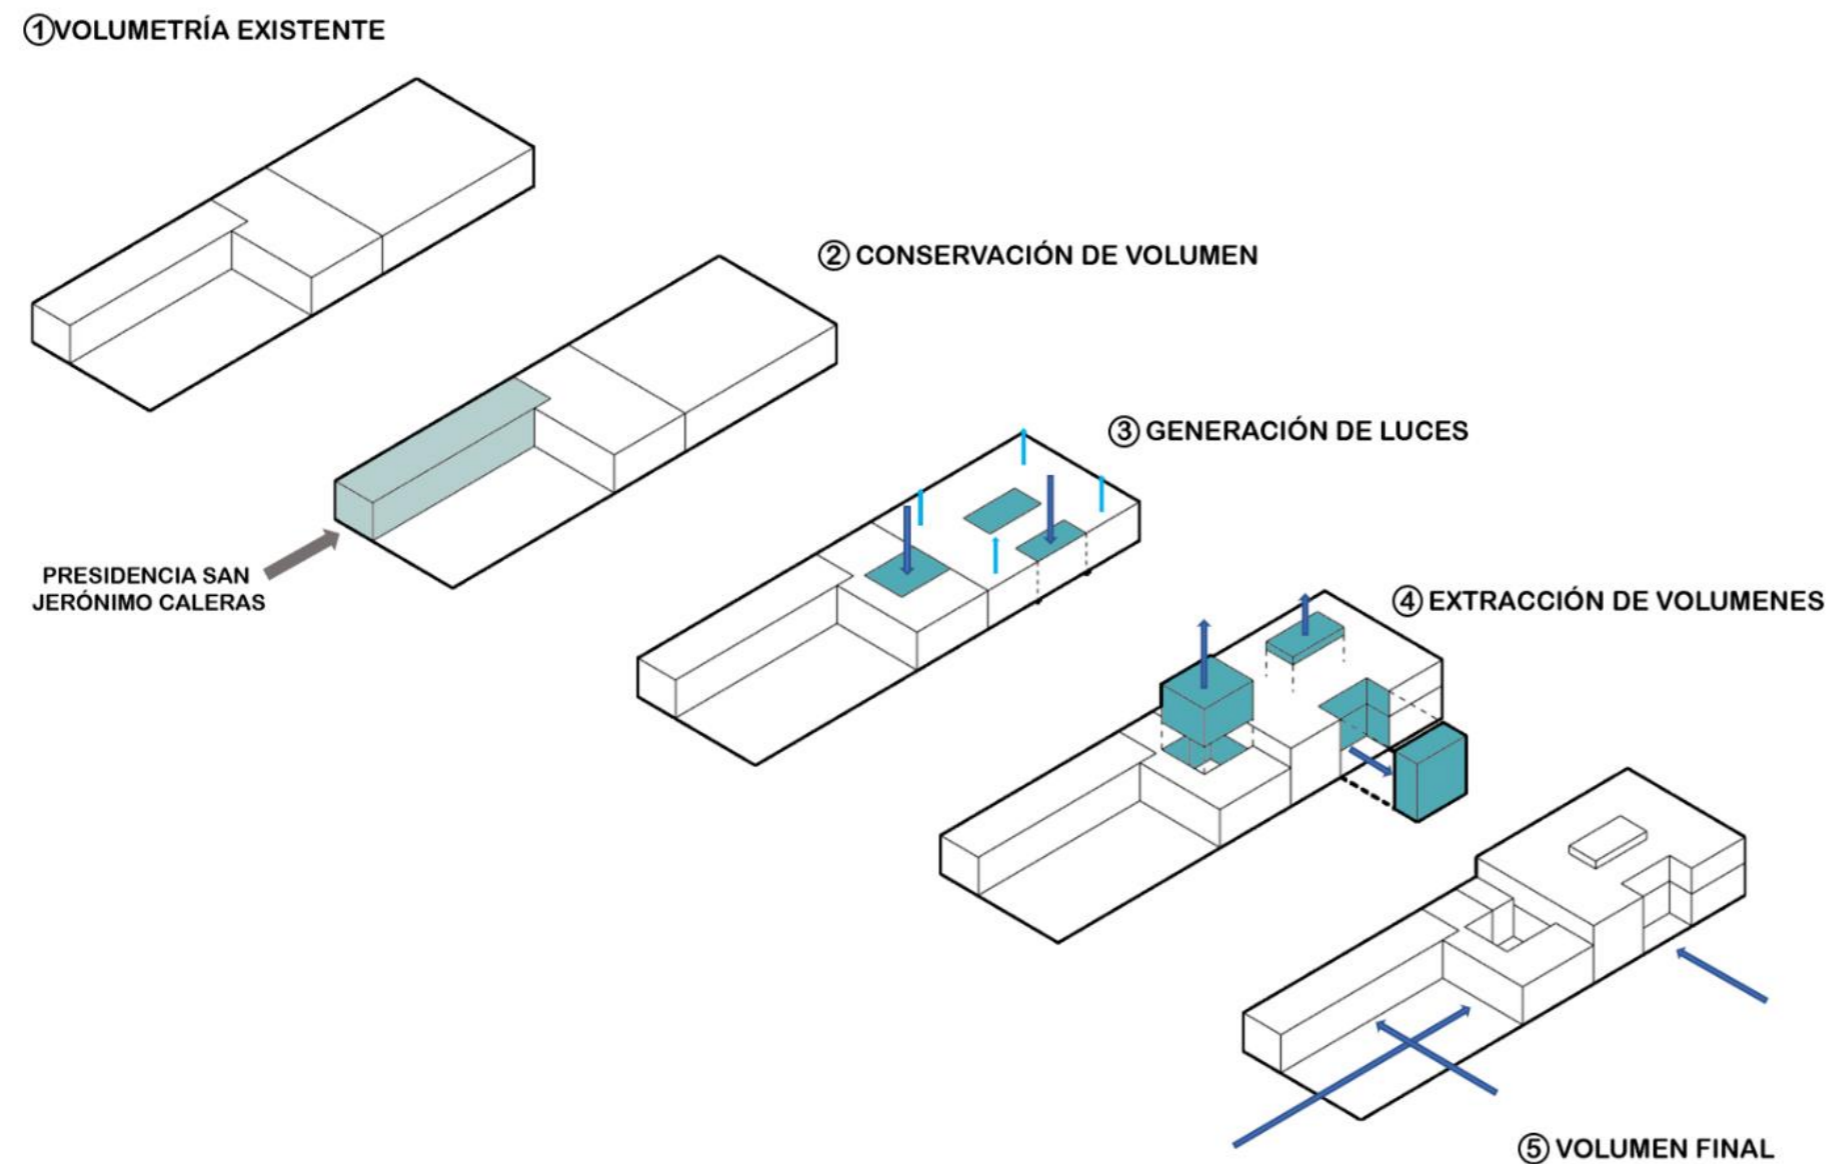 ①VOLUMETRÍA EXISTENTE
② CONSERVACIÓN DE VOLUMEN
PRESIDENCIA SAN
JERÓNIMO CALERAS
③ GENERACIÓN DE LUCES
④ EXTRACCIÓN DE VOLUMENES
⑤ VOLUMEN FINAL